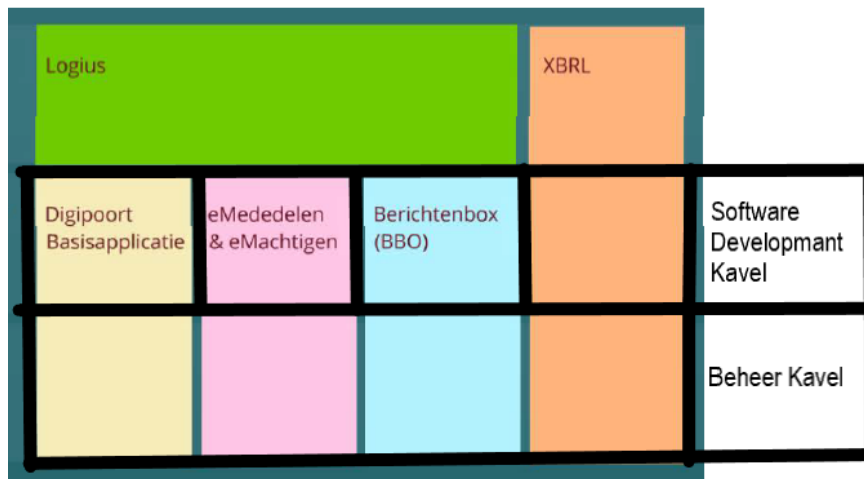 Logius
XBRL
Digipoort
Basisapplicatie
eMededelen
& eMachtigen
Berichtenbox
(BBO)
Software
Developmant
Kavel
Beheer Kavel